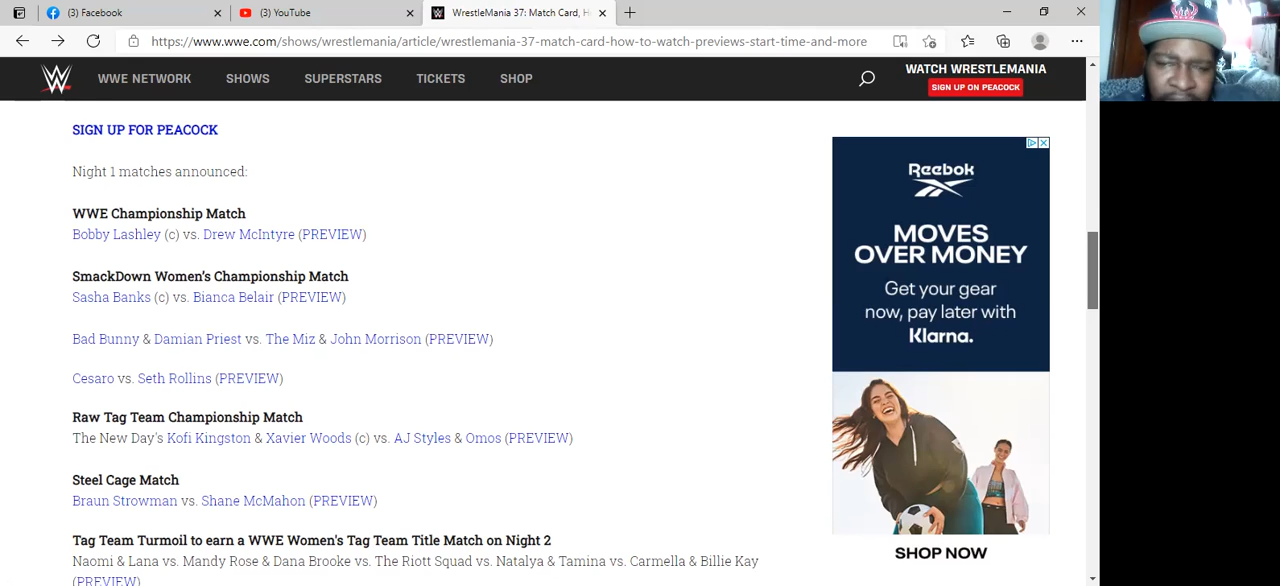 (3) Facebook
(3) YouTube
WrestleMania 37: Match Card, H
https://www.wwe.com/shows/wrestlemania/article/wrestlemania-37-match-card-how-to-watch-previews-start-time-and-more
W WWE NETWORK SHOWS SUPERSTARS TICKETS SHOP
WATCH WRESTLEMANIA
SIGN UP ON PEACOCK
SIGN UP FOR PEACOCK
Night 1 matches announced:
WWE Championship Match
Bobby Lashley (c) vs. Drew McIntyre (PREVIEW)
SmackDown Women's Championship Match
Sasha Banks (c) vs. Bianca Belair (PREVIEW)
Bad Bunny & Damian Priest vs. The Miz & John Morrison (PREVIEW)
Cesaro vs. Seth Rollins (PREVIEW)
Raw Tag Team Championship Match
The New Day's Kofi Kingston & Xavier Woods (c) vs. AJ Styles & Omos (PREVIEW)
Steel Cage Match
Braun Strowman vs. Shane McMahon (PREVIEW)
Tag Team Turmoil to earn a WWE Women's Tag Team Title Match on Night 2
Naomi & Lana vs. Mandy Rose & Dana Brooke vs. The Riott Squad vs. Natalya & Tamina vs. Carmella & Billie Kay
(PREVIEW)
Reebok
MOVES
OVER MONEY
Get your gear
now, pay later with
Klarna.
SHOP NOW